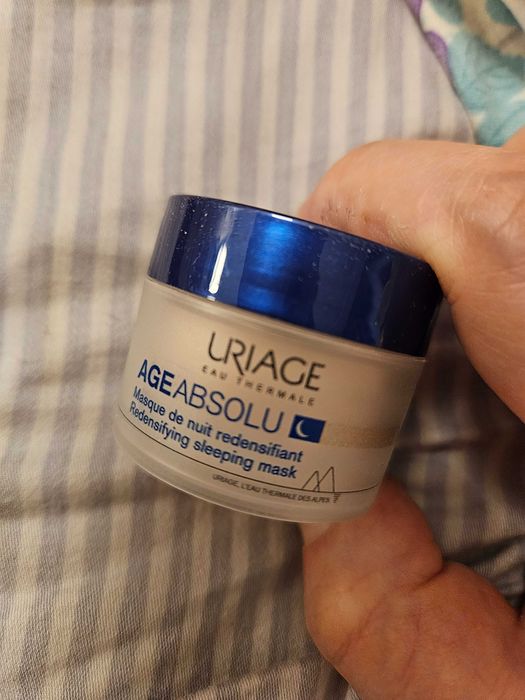 URIAGE
EAU THERMALE
AGEABSOLU
Masque de nuit redensifiant
Redensifying sleeping mask
URIAGE, L'EAU THERMALE DES ALPES